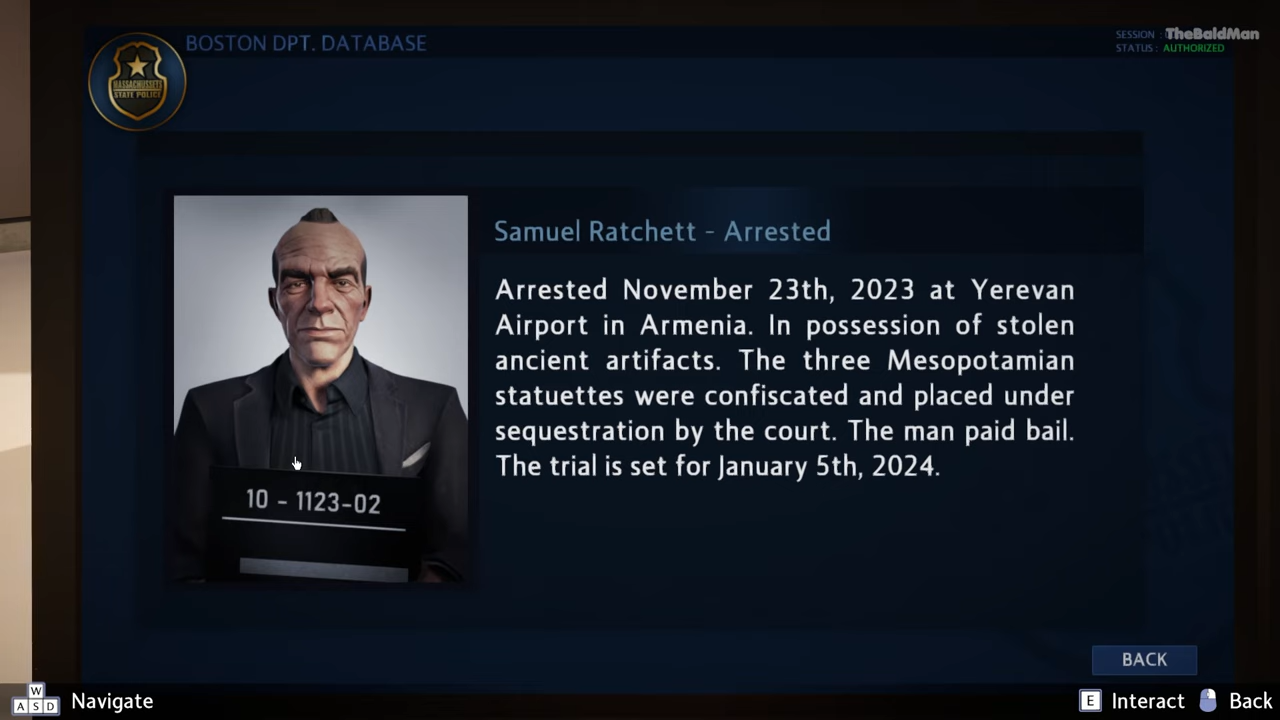 BOSTON DPT. DATABASE
SESSION : TheBaldMan
STATUS : AUTHORIZED
MASSACHUSSETS
STATE POLICE
Samuel Ratchett - Arrested
Arrested November 23th, 2023 at Yerevan
Airport in Armenia. In possession of stolen
ancient artifacts. The three Mesopotamian
statuettes were confiscated and placed under
sequestration by the court. The man paid bail.
The trial is set for January 5th, 2024.
10 - 1123-02
BACK
W
A S D Navigate
E Interact Back